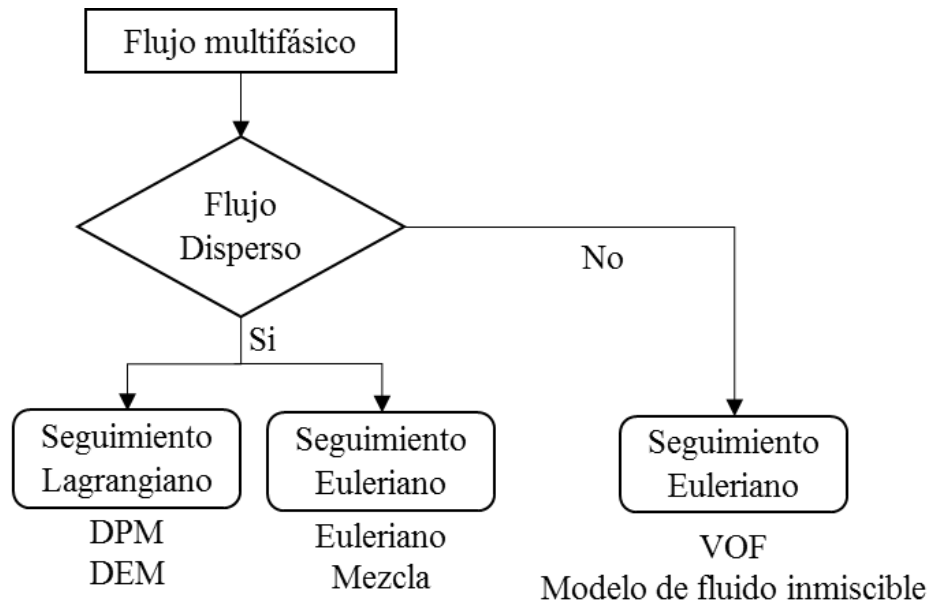 Flujo multifásico
Flujo
Disperso
No
Si
Seguimiento
Lagrangiano
DPM
DEM
Seguimiento
Euleriano
Euleriano
Mezcla
Seguimiento
Euleriano
VOF
Modelo de fluido inmiscible